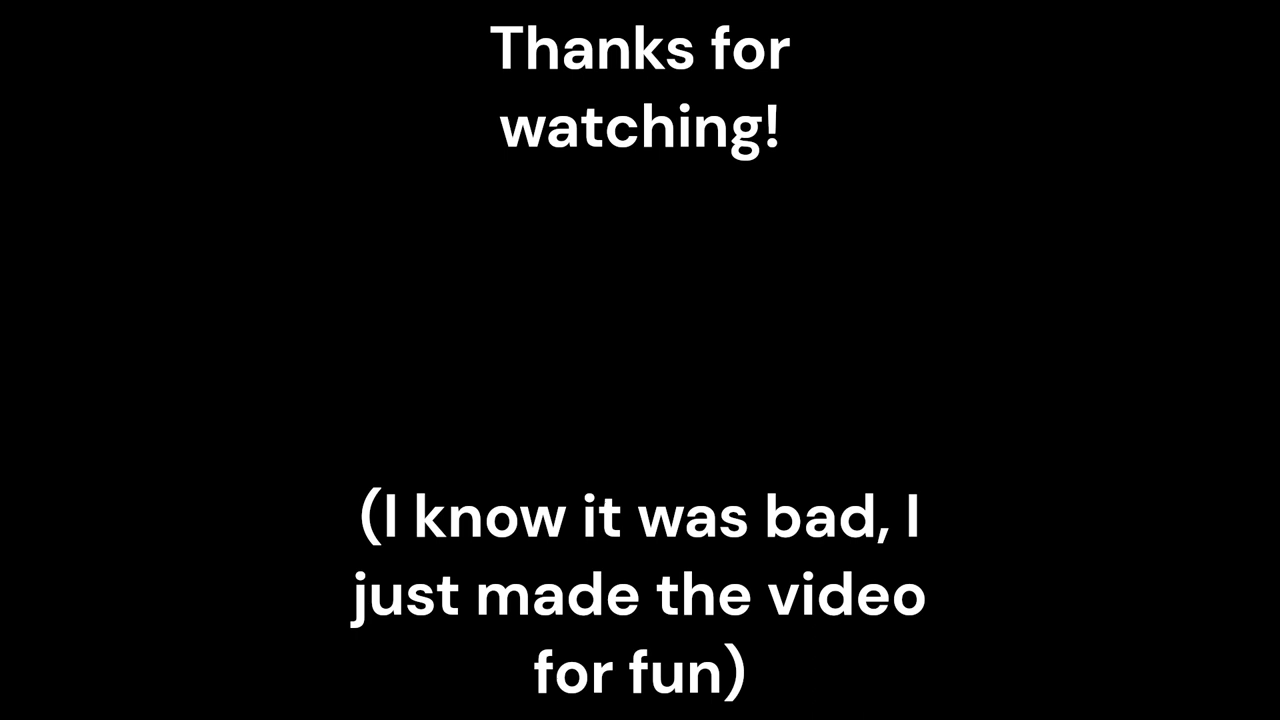 Thanks for
watching!
(I know it was bad, I
just made the video
for fun)